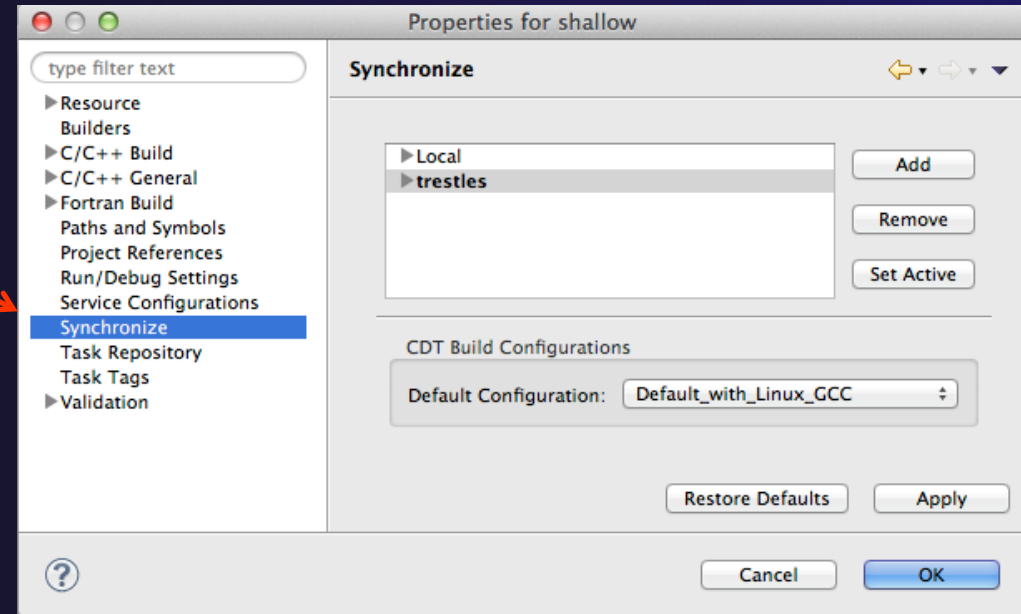 Properties for shallow
type filter text
Resource
Builders
C/C++ Build
C/C++ General
Fortran Build
Paths and Symbols
Project References
Run/Debug Settings
Service Configurations
Synchronize
Task Repository
Task Tags
Validation
Synchronize
Local
trestles
Add
Remove
Set Active
CDT Build Configurations
Default Configuration: Default_with_Linux_GCC
Restore Defaults Apply
? Cancel OK